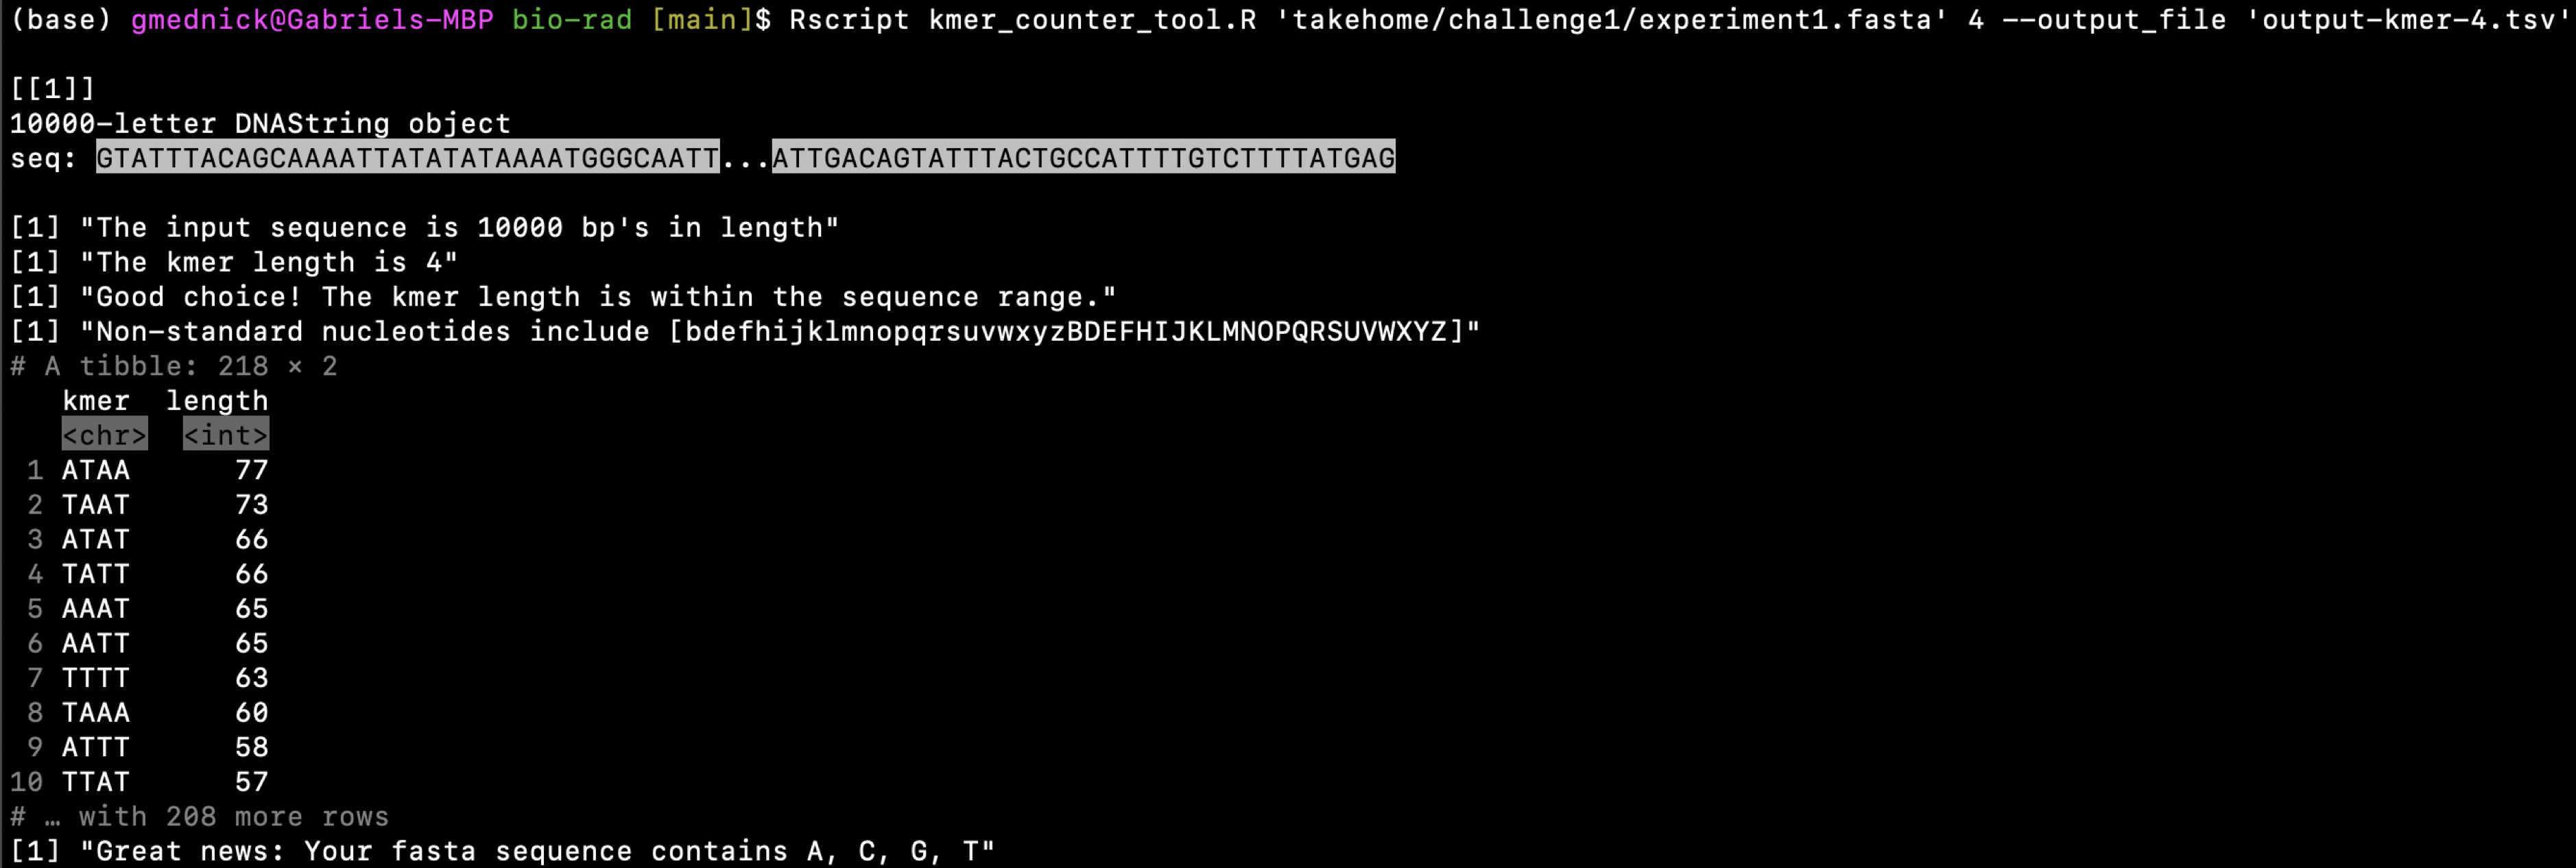 (base) gmednick@Gabriels-MBP bio-rad [main]$ Rscript kmer_counter_tool.R 'takehome/challenge1/experiment1.fasta' 4 --output_file 'output-kmer-4.tsv'
[[1]]
10000-letter DNAString object
seq: GTATTTACAGCAAAATTATATATAAAATGGGCAATT...ATTGACAGTATTTACTGCCATTTTGTCTTTTATGAG
[1] "The input sequence is 10000 bp's in length"
[1] "The kmer length is 4"
[1] "Good choice! The kmer length is within the sequence range."
[1] "Non-standard nucleotides include [bdefhijklmnopqrsuvwxyzBDEFHIJKLMNOPQRSUVWXYZ]"
# A tibble: 218 × 2
kmer length
<chr> <int>
1 ATAA 77
2 TAAT 73
3 ATAT 66
4 TATT 66
5 AAAT 65
6 AATT 65
7 TTTT 63
8 TAAA 60
9 ATTT 58
10 TTAT 57
# … with 208 more rows
[1] "Great news: Your fasta sequence contains A, C, G, T"